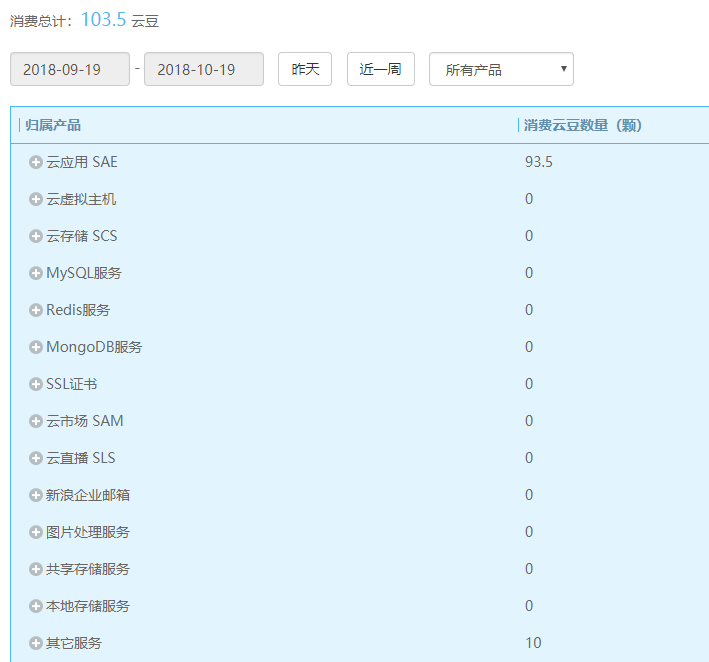 消费总计：103.5 云豆
2018-09-19 - 2018-10-19 昨天 近一周 所有产品
归属产品 消费云豆数量（颗）
云应用 SAE 93.5
云虚拟主机 0
云存储 SCS 0
MySQL服务 0
Redis服务 0
MongoDB服务 0
SSL证书 0
云市场 SAM 0
云直播 SLS 0
新浪企业邮箱 0
图片处理服务 0
共享存储服务 0
本地存储服务 0
其它服务 10